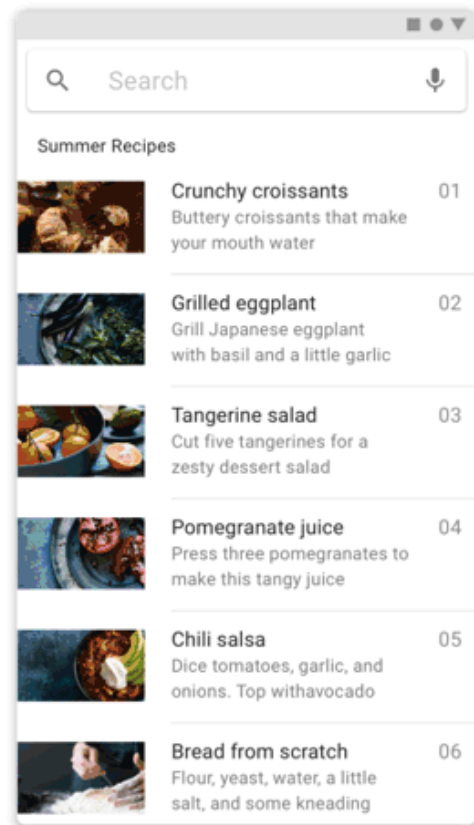 Search
Summer Recipes
Crunchy croissants 01
Buttery croissants that make
your mouth water
Grilled eggplant 02
Grill Japanese eggplant
with basil and a little garlic
Tangerine salad 03
Cut five tangerines for a
zesty dessert salad
Pomegranate juice 04
Press three pomegranates to
make this tangy juice
Chili salsa 05
Dice tomatoes, garlic, and
onions. Top withavocado
Bread from scratch 06
Flour, yeast, water, a little
salt, and some kneading